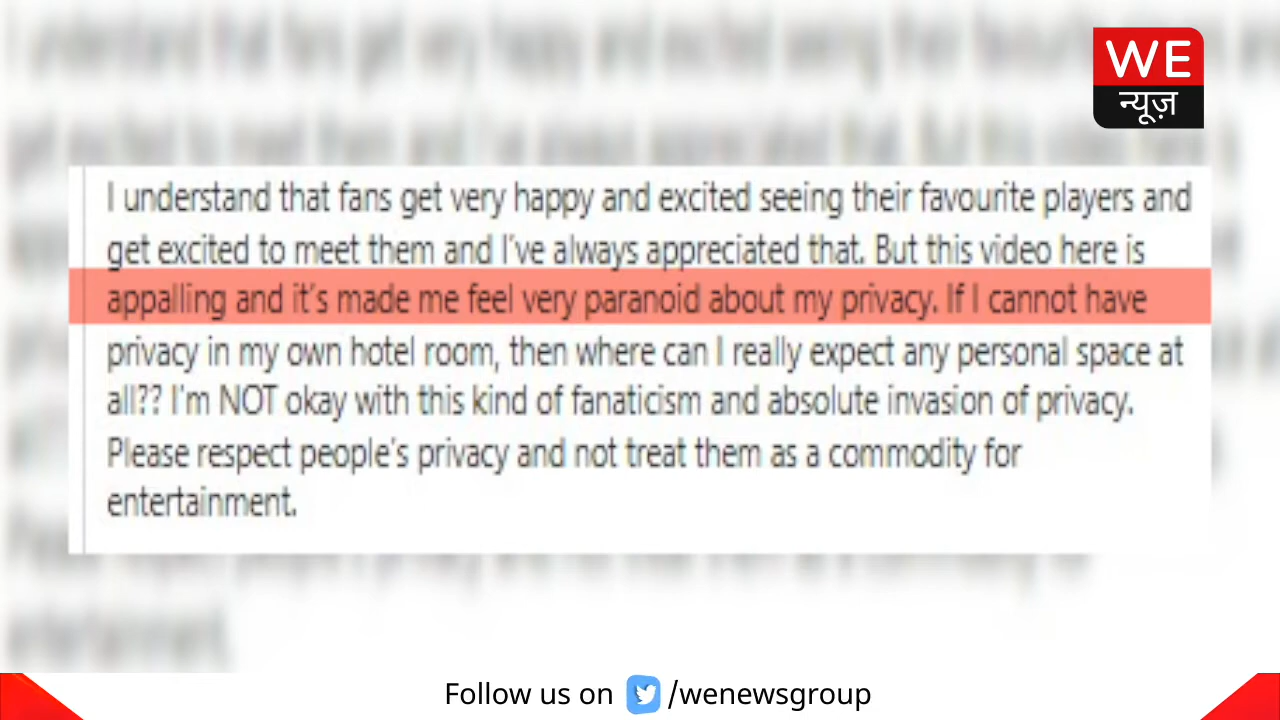 WE
न्यूज़
I understand that fans get very happy and excited seeing their favourite players and
get excited to meet them and I've always appreciated that. But this video here is
appalling and it's made me feel very paranoid about my privacy. If I cannot have
privacy in my own hotel room, then where can I really expect any personal space at
all?? I'm NOT okay with this kind of fanaticism and absolute invasion of privacy.
Please respect people's privacy and not treat them as a commodity for
entertainment.
Follow us on /wenewsgroup